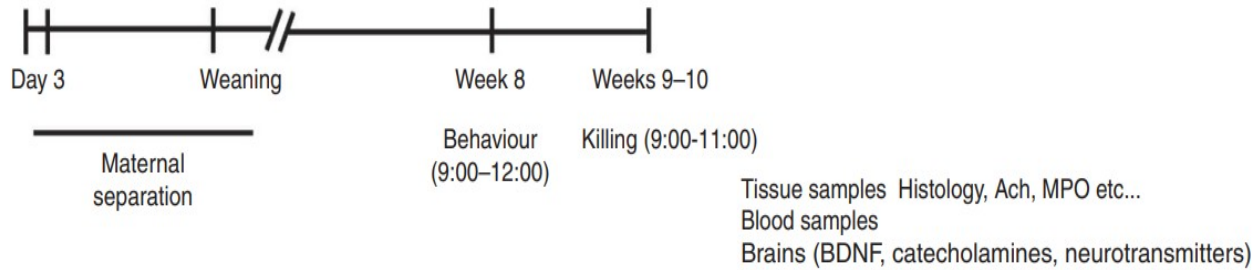 Day 3
Weaning
Week 8
Weeks 9–10
Maternal
separation
Behaviour
(9:00–12:00)
Killing (9:00-11:00)
Tissue samples Histology, Ach, MPO etc...
Blood samples
Brains (BDNF, catecholamines, neurotransmitters)